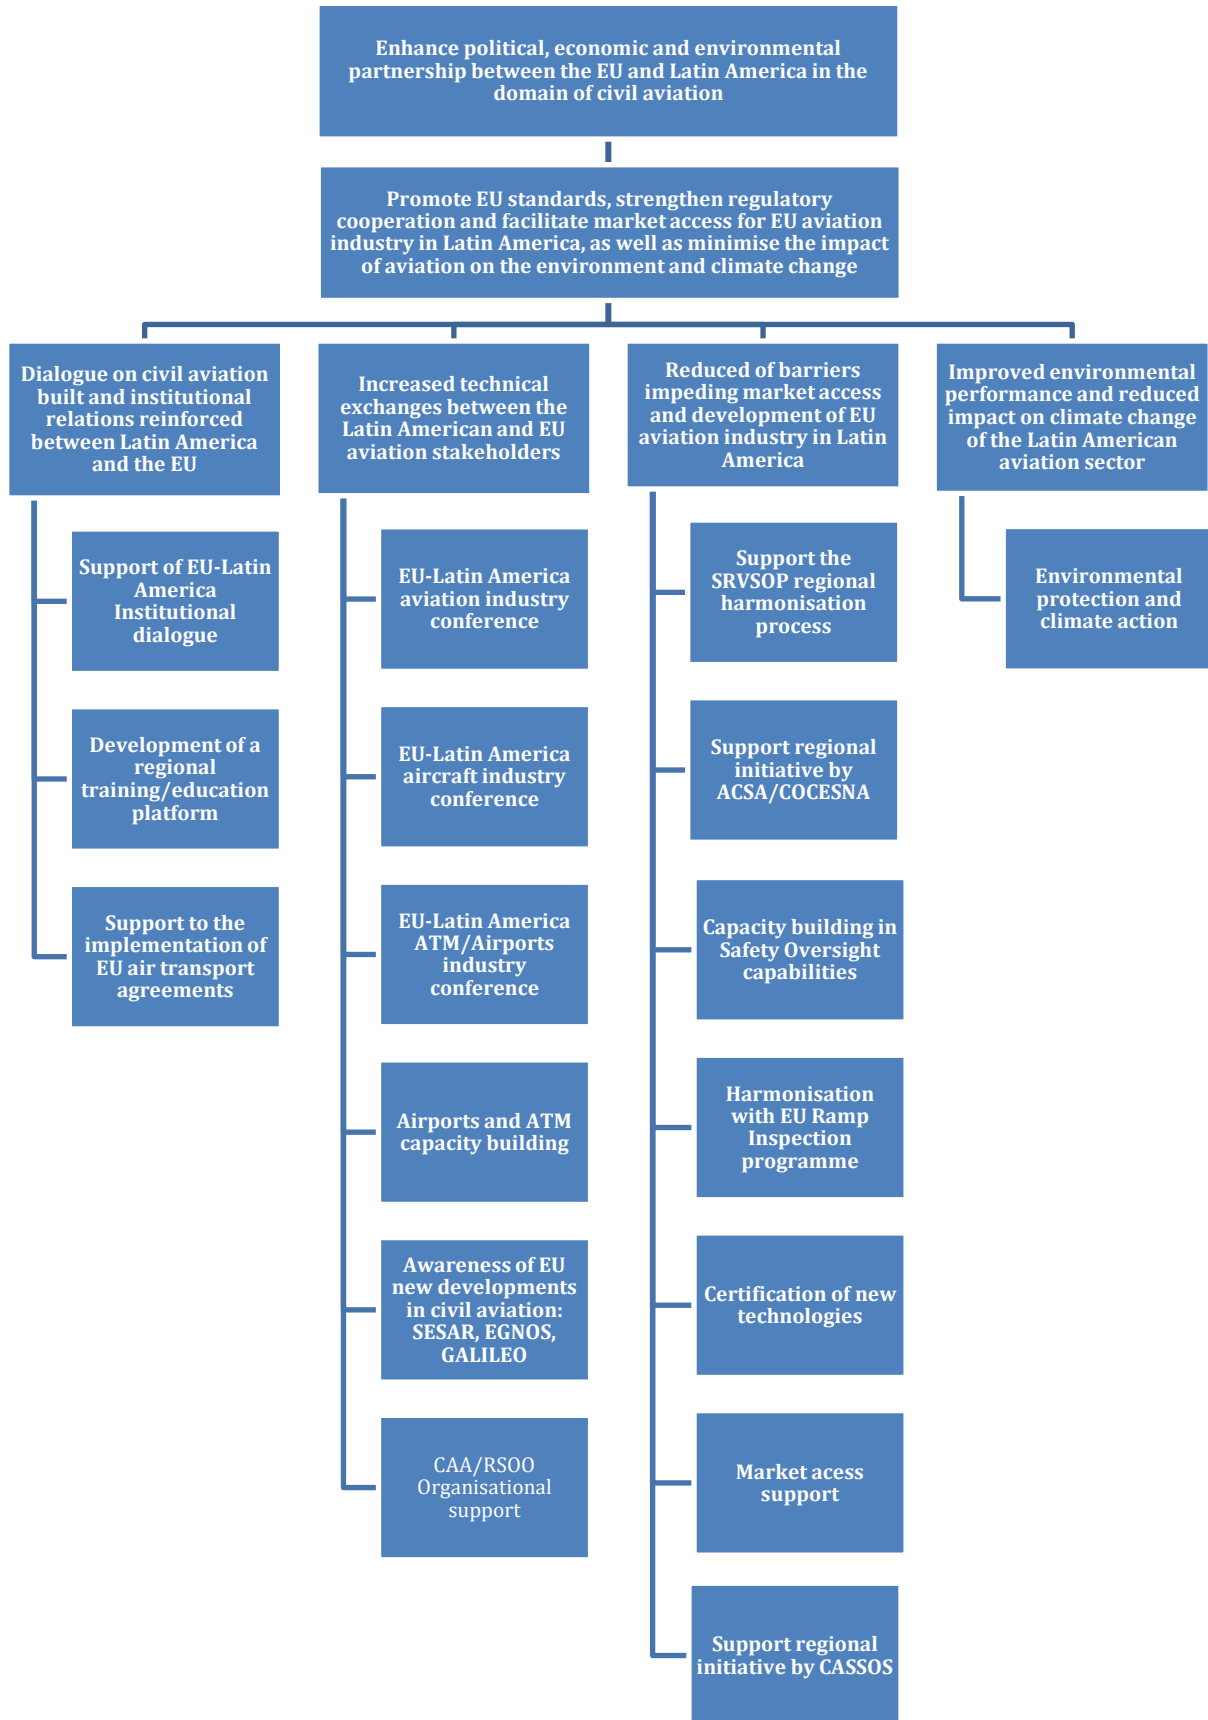 Enhance political, economic and environmental
partnership between the EU and Latin America in the
domain of civil aviation
Promote EU standards, strengthen regulatory
cooperation and facilitate market access for EU aviation
industry in Latin America, as well as minimise the impact
of aviation on the environment and climate change
Dialogue on civil aviation
built and institutional
relations reinforced
between Latin America
and the EU
Support of EU-Latin
America
Institutional
dialogue
Development of a
regional
training/education
platform
Support to the
implementation of
EU air transport
agreements
Increased technical
exchanges between the
Latin American and EU
aviation stakeholders
EU-Latin America
aviation industry
conference
EU-Latin America
aircraft industry
conference
EU-Latin America
ATM/Airports
industry
conference
Airports and ATM
capacity building
Awareness of EU
new developments
in civil aviation:
SESAR, EGNOS,
GALILEO
CAA/RSOO
Organisational
support
Reduced of barriers
impeding market access
and development of EU
aviation industry in Latin
America
Support the
SRVSOP regional
harmonisation
process
Support regional
initiative by
ACSA/COCESNA
Capacity building in
Safety Oversight
capabilities
Harmonisation
with EU Ramp
Inspection
programme
Certification of new
technologies
Market acess
support
Support regional
initiative by CASSOS
Improved environmental
performance and reduced
impact on climate change
of the Latin American
aviation sector
Environmental
protection and
climate action